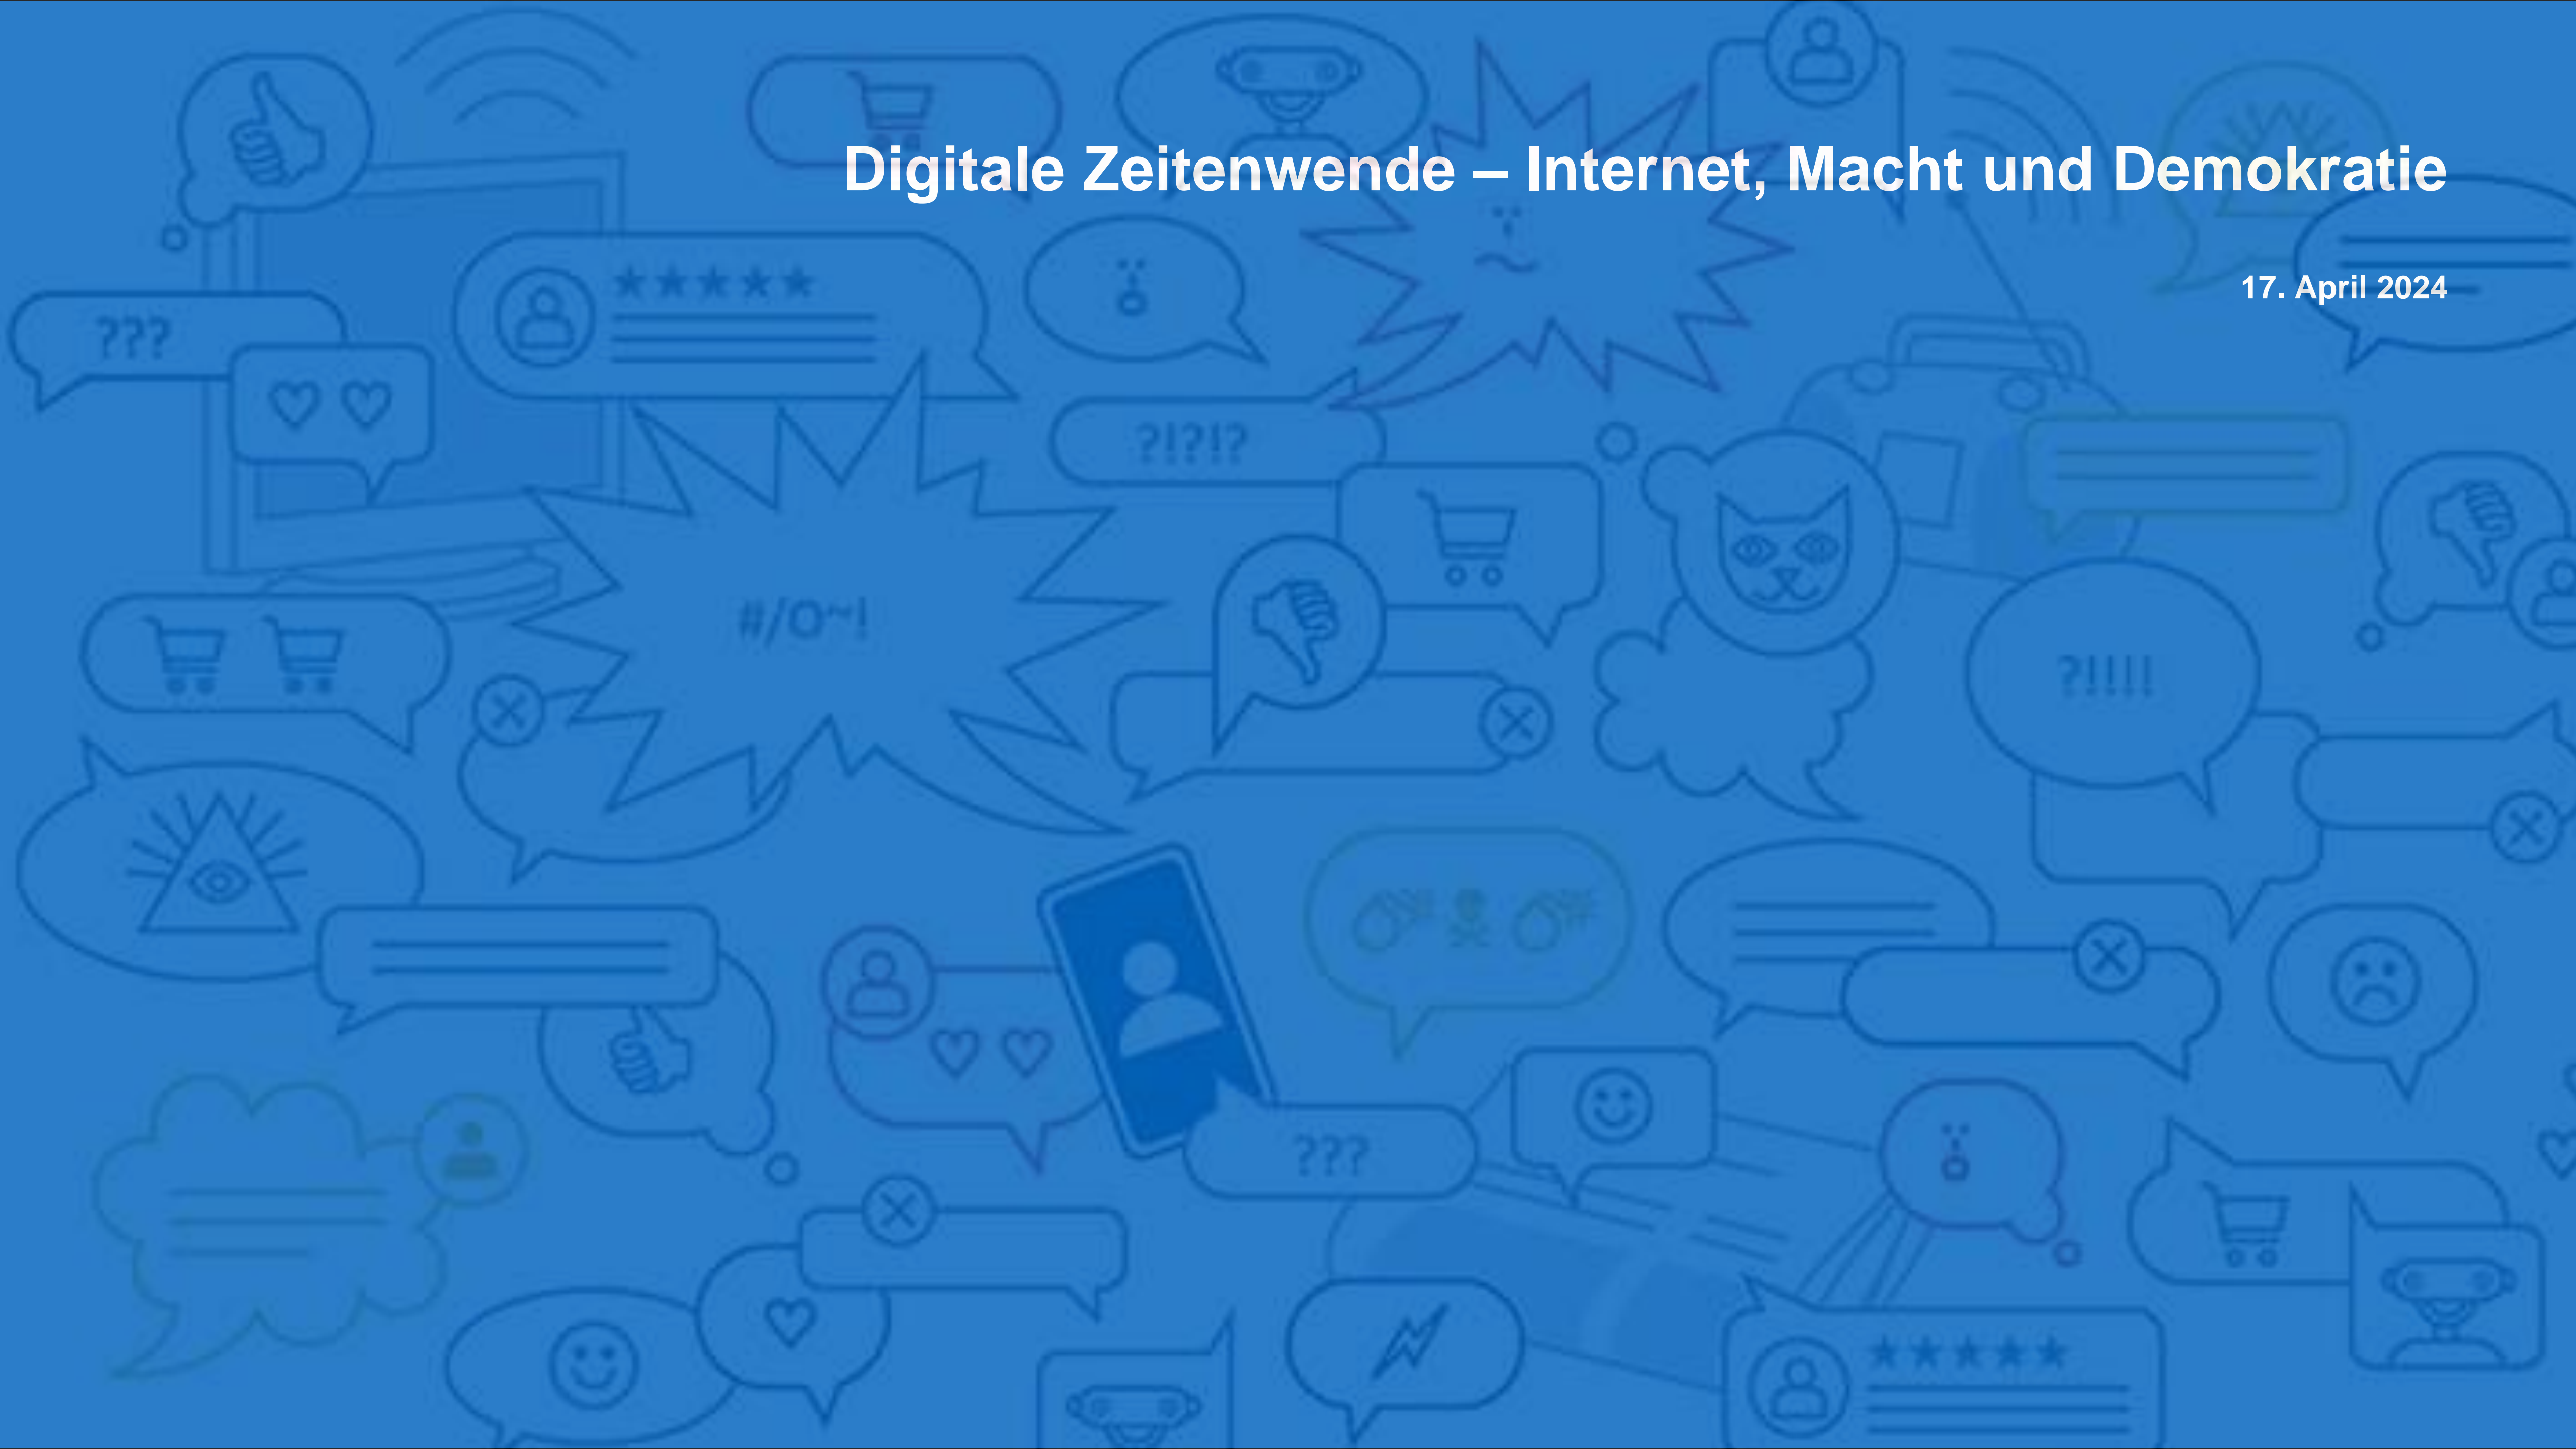 Digitale Zeitenwende – Internet, Macht und Demokratie
17. April 2024
???
?!?!?
#/O~!
?!!!!
???